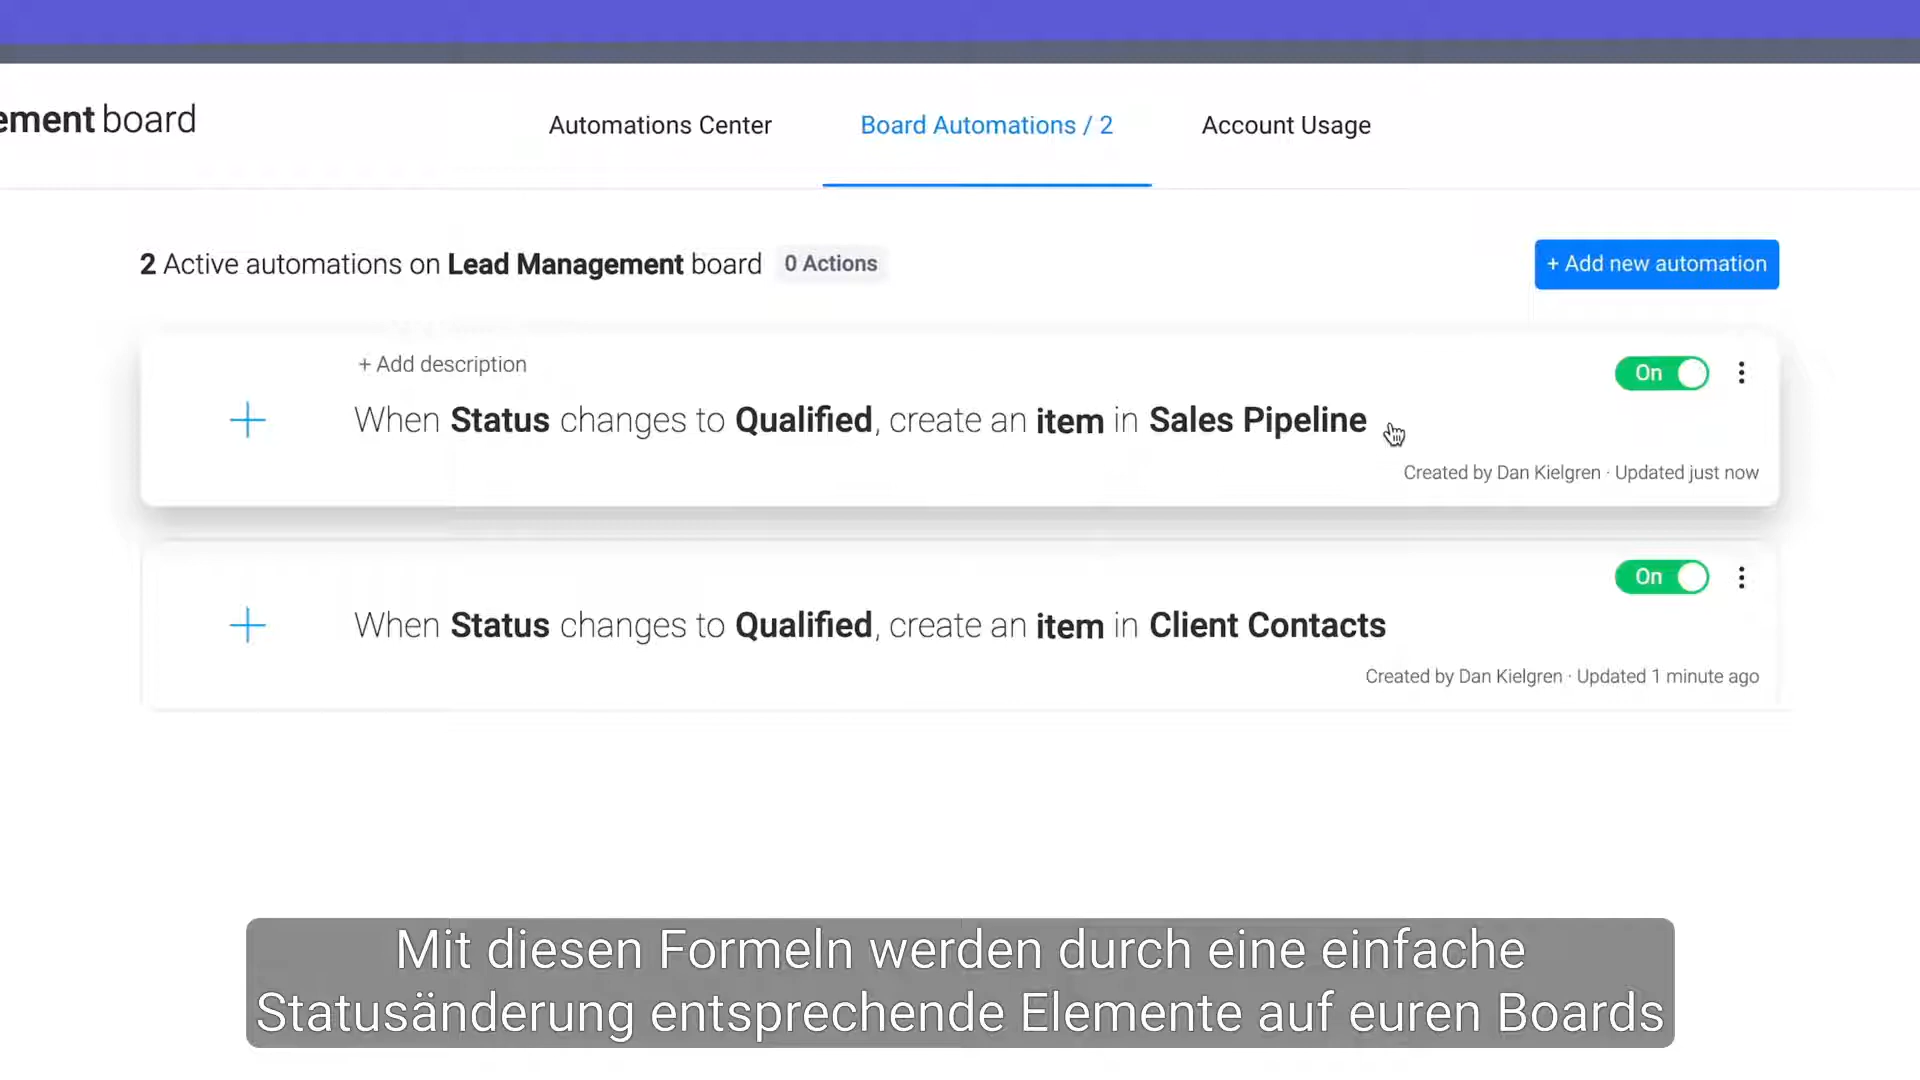 ement board
Automations Center
Board Automations / 2
Account Usage
2 Active automations on Lead Management board
0 Actions
+ Add new automation
+ Add description
On
When Status changes to Qualified, create an item in Sales Pipeline
Created by Dan Kielgren · Updated just now
On
When Status changes to Qualified, create an item in Client Contacts
Created by Dan Kielgren · Updated 1 minute ago
Mit diesen Formeln werden durch eine einfache
Statusänderung entsprechende Elemente auf euren Boards